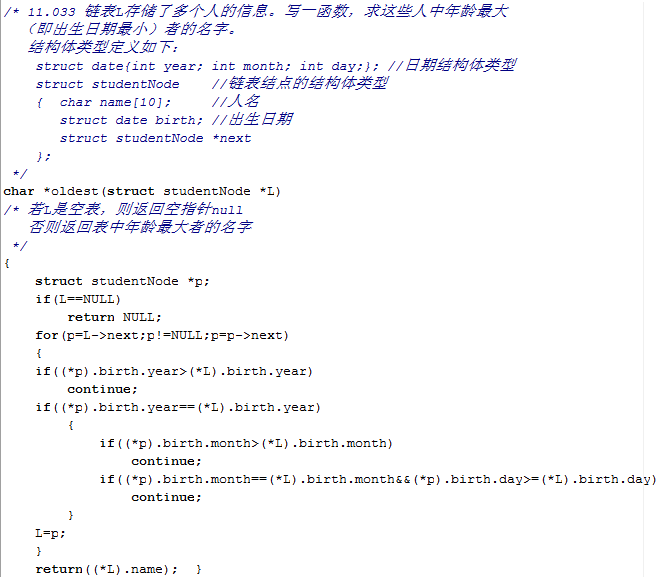 /* 11.033 链表L存储了多个人的信息。写一函数，求这些人中年龄最大
（即出生日期最小）者的名字。
结构体类型定义如下：
struct date{int year; int month; int day;}; //日期结构体类型
struct studentNode //链表结点的结构体类型
{ char name[10]; //人名
struct date birth; //出生日期
struct studentNode *next
};
*/
char *oldest(struct studentNode *L)
/* 若L是空表，则返回空指针null
否则返回表中年龄最大者的名字
*/
{
struct studentNode *p;
if(L==NULL)
return NULL;
for(p=L->next;p!=NULL;p=p->next)
{
if((*p).birth.year>(*L).birth.year)
continue;
if((*p).birth.year==(*L).birth.year)
{
if((*p).birth.month>(*L).birth.month)
continue;
if((*p).birth.month==(*L).birth.month&&(*p).birth.day>=(*L).birth.day)
continue;
}
L=p;
}
return((*L).name); }